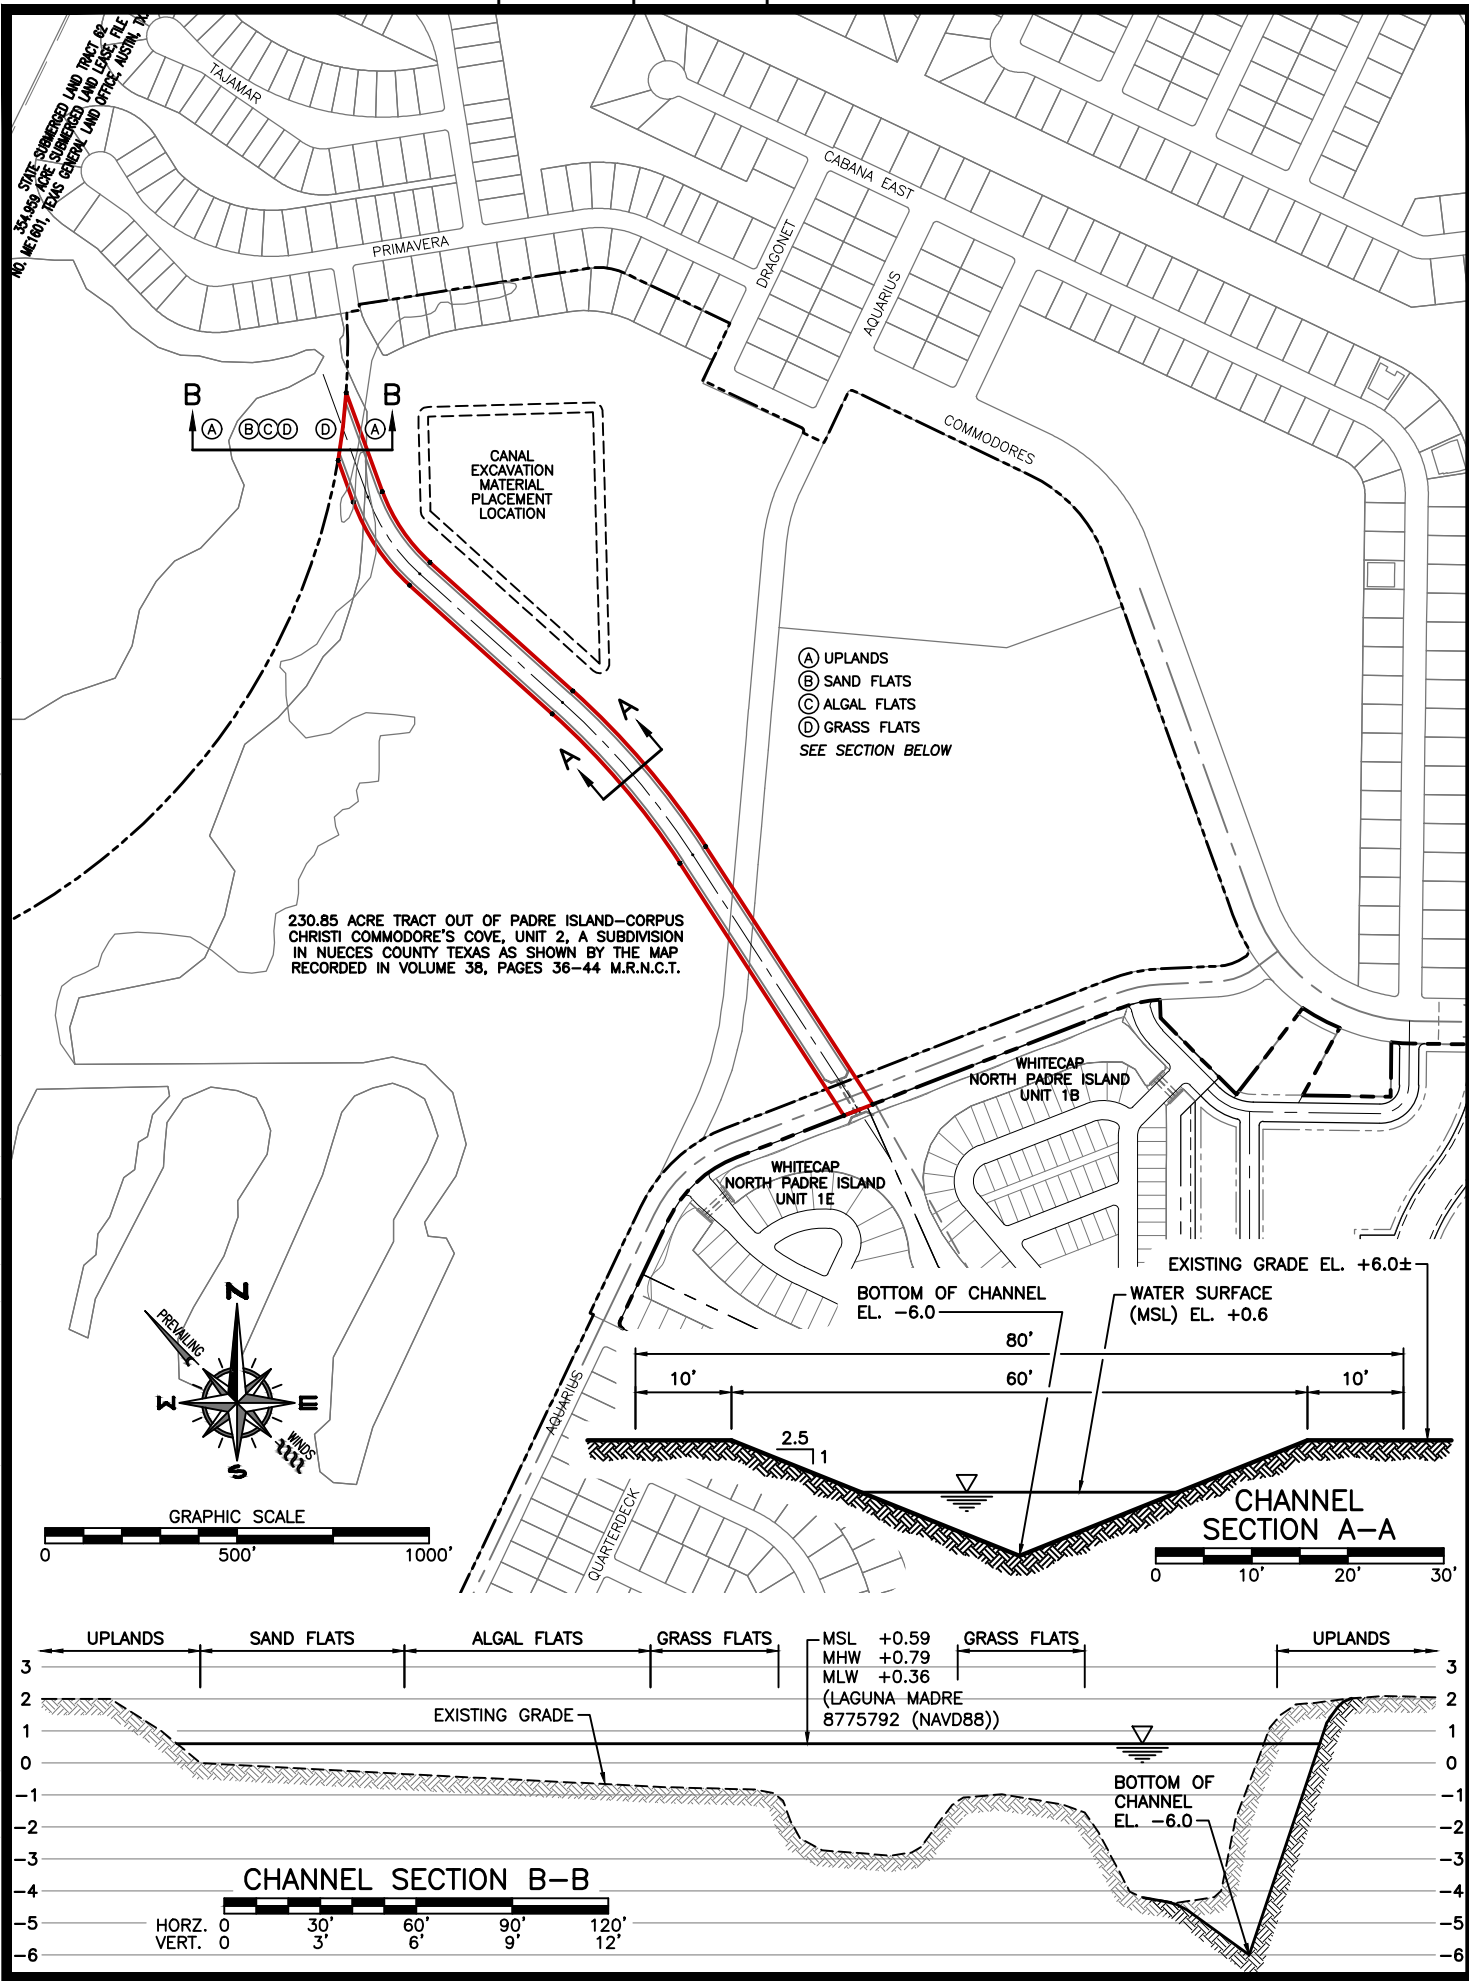 STATE SUBMERGED LAND TRACT 62
354.959 ACRE SUBMERGED LAND LEASE, FILE
NO. ME1601, TEXAS GENERAL LAND OFFICE, AUSTIN, TX.
TAJAMAR
PRIMAVERA
CABANA EAST
DRAGONET
AQUARIUS
COMMODORES
B B
A B C D D A
CANAL
EXCAVATION
MATERIAL
PLACEMENT
LOCATION
A UPLANDS
B SAND FLATS
C ALGAL FLATS
D GRASS FLATS
SEE SECTION BELOW
A
A
230.85 ACRE TRACT OUT OF PADRE ISLAND-CORPUS
CHRISTI COMMODORE'S COVE, UNIT 2, A SUBDIVISION
IN NUECES COUNTY TEXAS AS SHOWN BY THE MAP
RECORDED IN VOLUME 38, PAGES 36-44 M.R.N.C.T.
WHITECAP
NORTH PADRE ISLAND
UNIT 1B
WHITECAP
NORTH PADRE ISLAND
UNIT 1E
AQUARIUS
QUARTERDECK
N
W E
S
PREVAILING
WINDS
GRAPHIC SCALE
0 500' 1000'
EXISTING GRADE EL. +6.0±
BOTTOM OF CHANNEL
EL. -6.0
WATER SURFACE
(MSL) EL. +0.6
80'
10' 60' 10'
2.5
1
CHANNEL
SECTION A-A
0 10' 20' 30'
UPLANDS SAND FLATS ALGAL FLATS GRASS FLATS
MSL +0.59
MHW +0.79
MLW +0.36
(LAGUNA MADRE
8775792 (NAVD88))
GRASS FLATS UPLANDS
EXISTING GRADE
BOTTOM OF
CHANNEL
EL. -6.0
3 3
2 2
1 1
0 0
-1 -1
-2 -2
-3 -3
-4 -4
-5 -5
-6 -6
CHANNEL SECTION B-B
HORZ. 0 30' 60' 90' 120'
VERT. 0 3' 6' 9' 12'